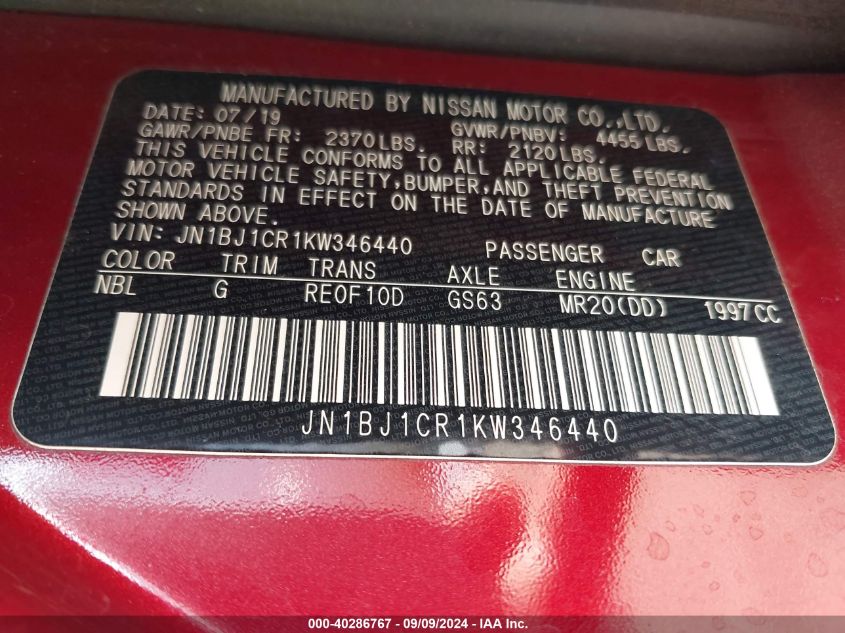 MANUFACTURED BY NISSAN MOTOR CO.,LTD.
DATE: 07/19 GVWR/PNBV: 4455 LBS.
GAWR/PNBE FR: 2370LBS. RR: 2120LBS.
THIS VEHICLE CONFORMS TO ALL APPLICABLE FEDERAL
MOTOR VEHICLE SAFETY,BUMPER,AND THEFT PREVENTION
STANDARDS IN EFFECT ON THE DATE OF MANUFACTURE
SHOWN ABOVE.
VIN: JN1BJ1CR1KW346440 PASSENGER CAR
COLOR TRIM TRANS AXLE ENGINE
NBL G RE0F10D GS63 MR20(DD) 1997CC
JN1BJ1CR1KW346440
000-40286767 - 09/09/2024 - IAA Inc.